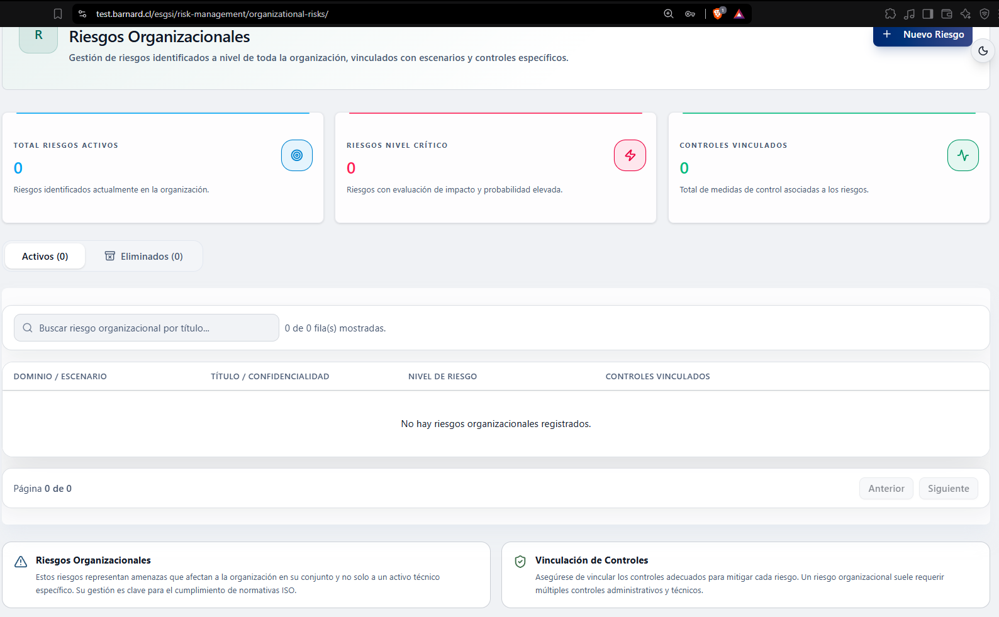 test.barnard.cl/esgsi/risk-management/organizational-risks/
1
R
Riesgos Organizacionales
Nuevo Riesgo
Gestión de riesgos identificados a nivel de toda la organización, vinculados con escenarios y controles específicos.
TOTAL RIESGOS ACTIVOS
0
Riesgos identificados actualmente en la organización.
RIESGOS NIVEL CRÍTICO
0
Riesgos con evaluación de impacto y probabilidad elevada.
CONTROLES VINCULADOS
0
Total de medidas de control asociadas a los riesgos.
Activos (0)
Eliminados (0)
Buscar riesgo organizacional por título...
0 de 0 fila(s) mostradas.
DOMINIO / ESCENARIO
TÍTULO / CONFIDENCIALIDAD
NIVEL DE RIESGO
CONTROLES VINCULADOS
No hay riesgos organizacionales registrados.
Página 0 de 0
Anterior
Siguiente
Riesgos Organizacionales
Estos riesgos representan amenazas que afectan a la organización en su conjunto y no solo a un activo técnico
específico. Su gestión es clave para el cumplimiento de normativas ISO.
Vinculación de Controles
Asegúrese de vincular los controles adecuados para mitigar cada riesgo. Un riesgo organizacional suele requerir
múltiples controles administrativos y técnicos.